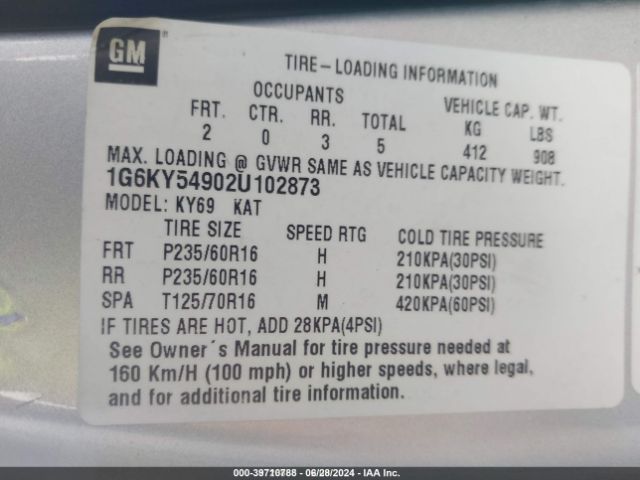 GM
TIRE-LOADING INFORMATION
OCCUPANTS VEHICLE CAP. WT.
FRT. CTR. RR. TOTAL KG LBS
2 0 3 5 412 908
MAX. LOADING @ GVWR SAME AS VEHICLE CAPACITY WEIGHT.
1G6KY54902U102873
MODEL: KY69 KAT
TIRE SIZE SPEED RTG COLD TIRE PRESSURE
FRT P235/60R16 H 210KPA(30PSI)
RR P235/60R16 H 210KPA(30PSI)
SPA T125/70R16 M 420KPA(60PSI)
IF TIRES ARE HOT, ADD 28KPA(4PSI)
See Owner´s Manual for tire pressure needed at
160 Km/H (100 mph) or higher speeds, where legal,
and for additional tire information.
000-39710788 - 06/28/2024 - IAA Inc.